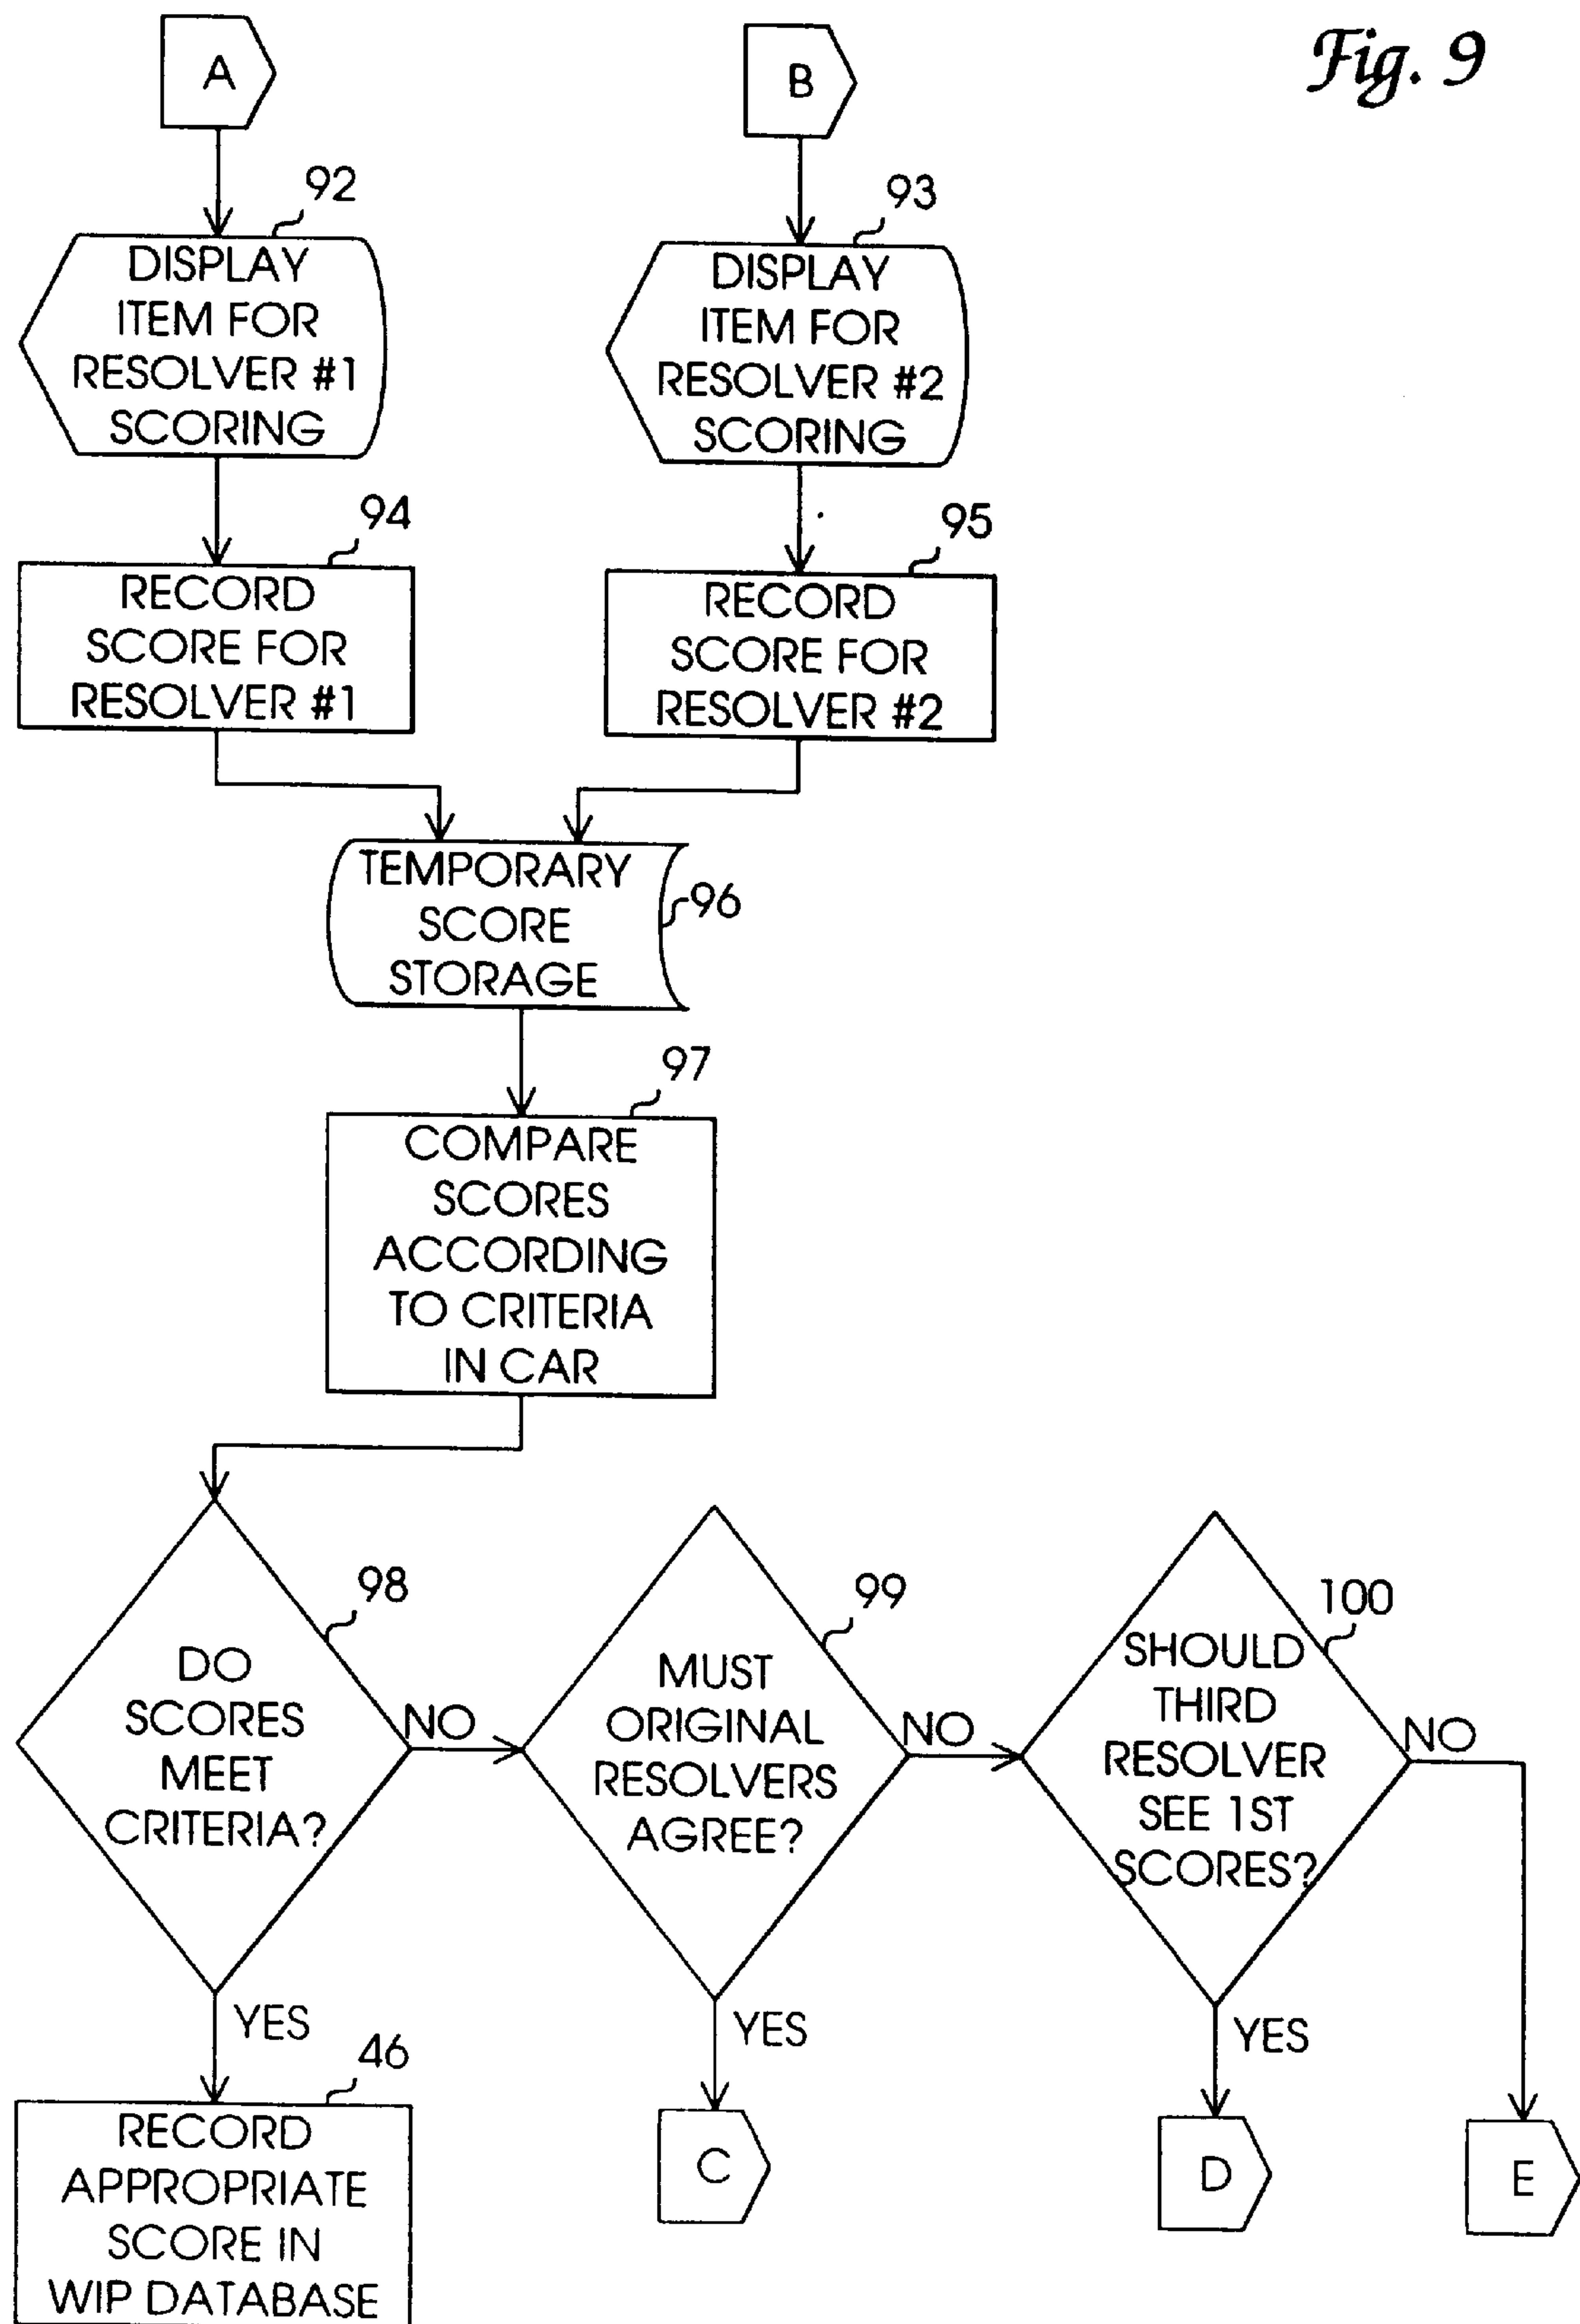 Fig. 9
A
B
92
93
DISPLAY
ITEM FOR
RESOLVER #1
SCORING
DISPLAY
ITEM FOR
RESOLVER #2
SCORING
94
95
RECORD
SCORE FOR
RESOLVER #1
RECORD
SCORE FOR
RESOLVER #2
TEMPORARY
SCORE
STORAGE
96
97
COMPARE
SCORES
ACCORDING
TO CRITERIA
IN CAR
98
99
100
DO
SCORES
MEET
CRITERIA?
NO
MUST
ORIGINAL
RESOLVERS
AGREE?
NO
SHOULD
THIRD
RESOLVER
SEE 1ST
SCORES?
NO
YES
YES
YES
46
RECORD
APPROPRIATE
SCORE IN
WIP DATABASE
C
D
E